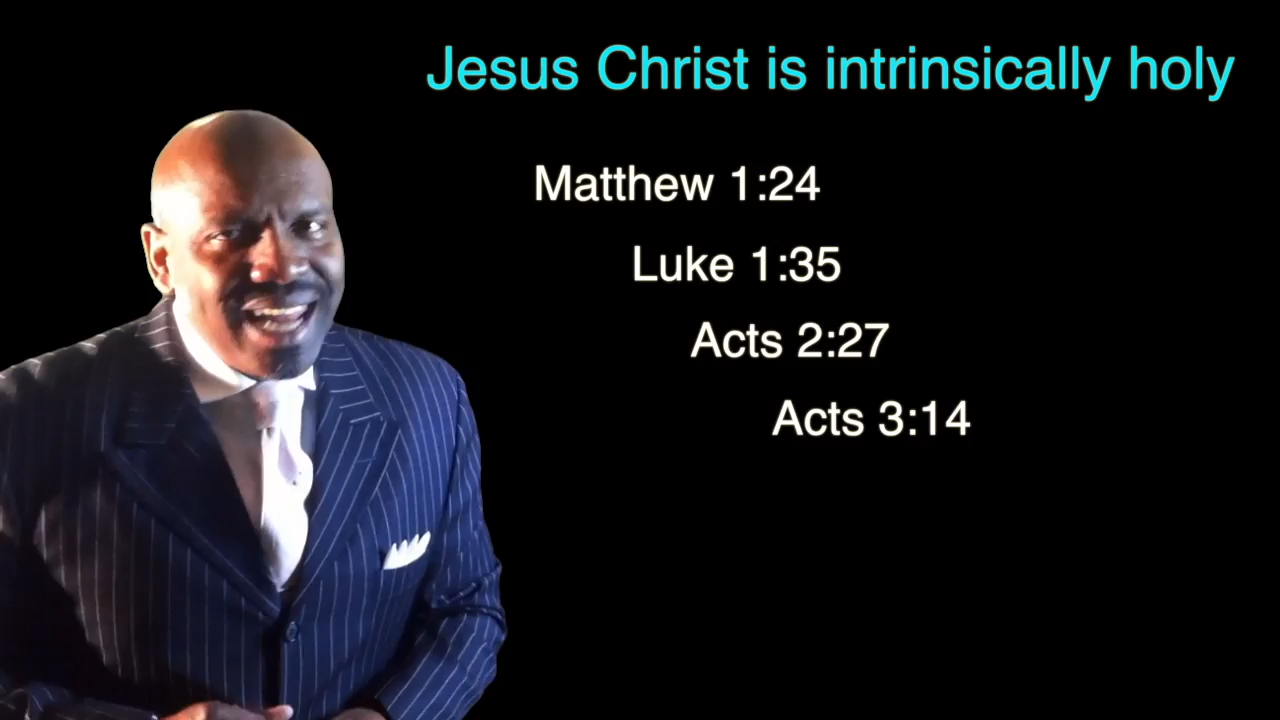 Jesus Christ is intrinsically holy
Matthew 1:24
Luke 1:35
Acts 2:27
Acts 3:14